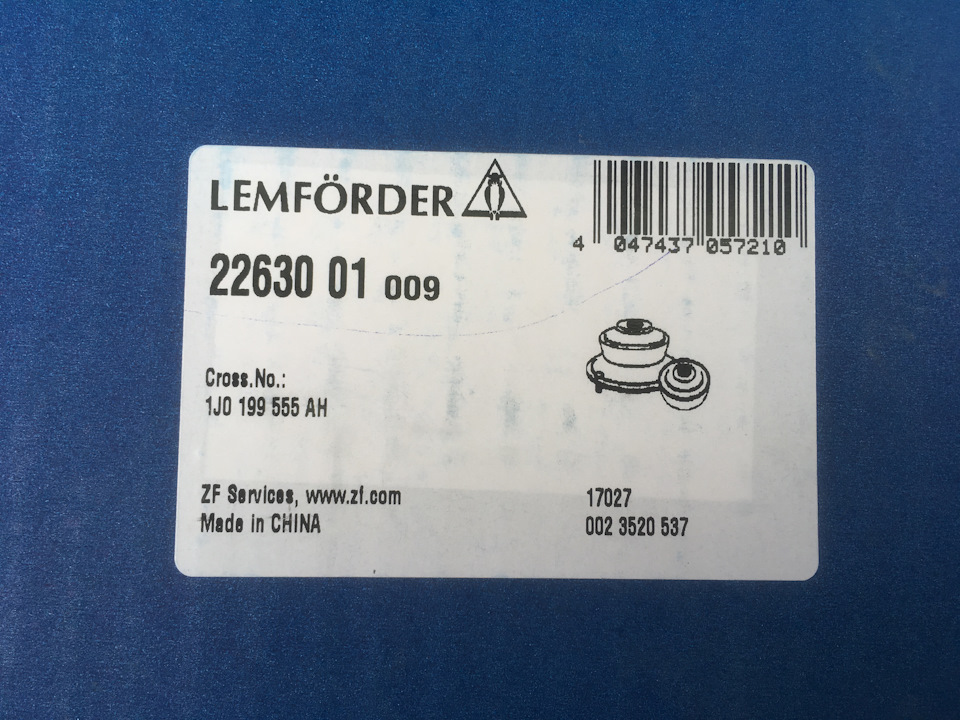 LEMFÖRDER
4 047437 057210
22630 01 009
Cross.No.:
1J0 199 555 AH
ZF Services, www.zf.com
Made in CHINA
17027
002 3520 537